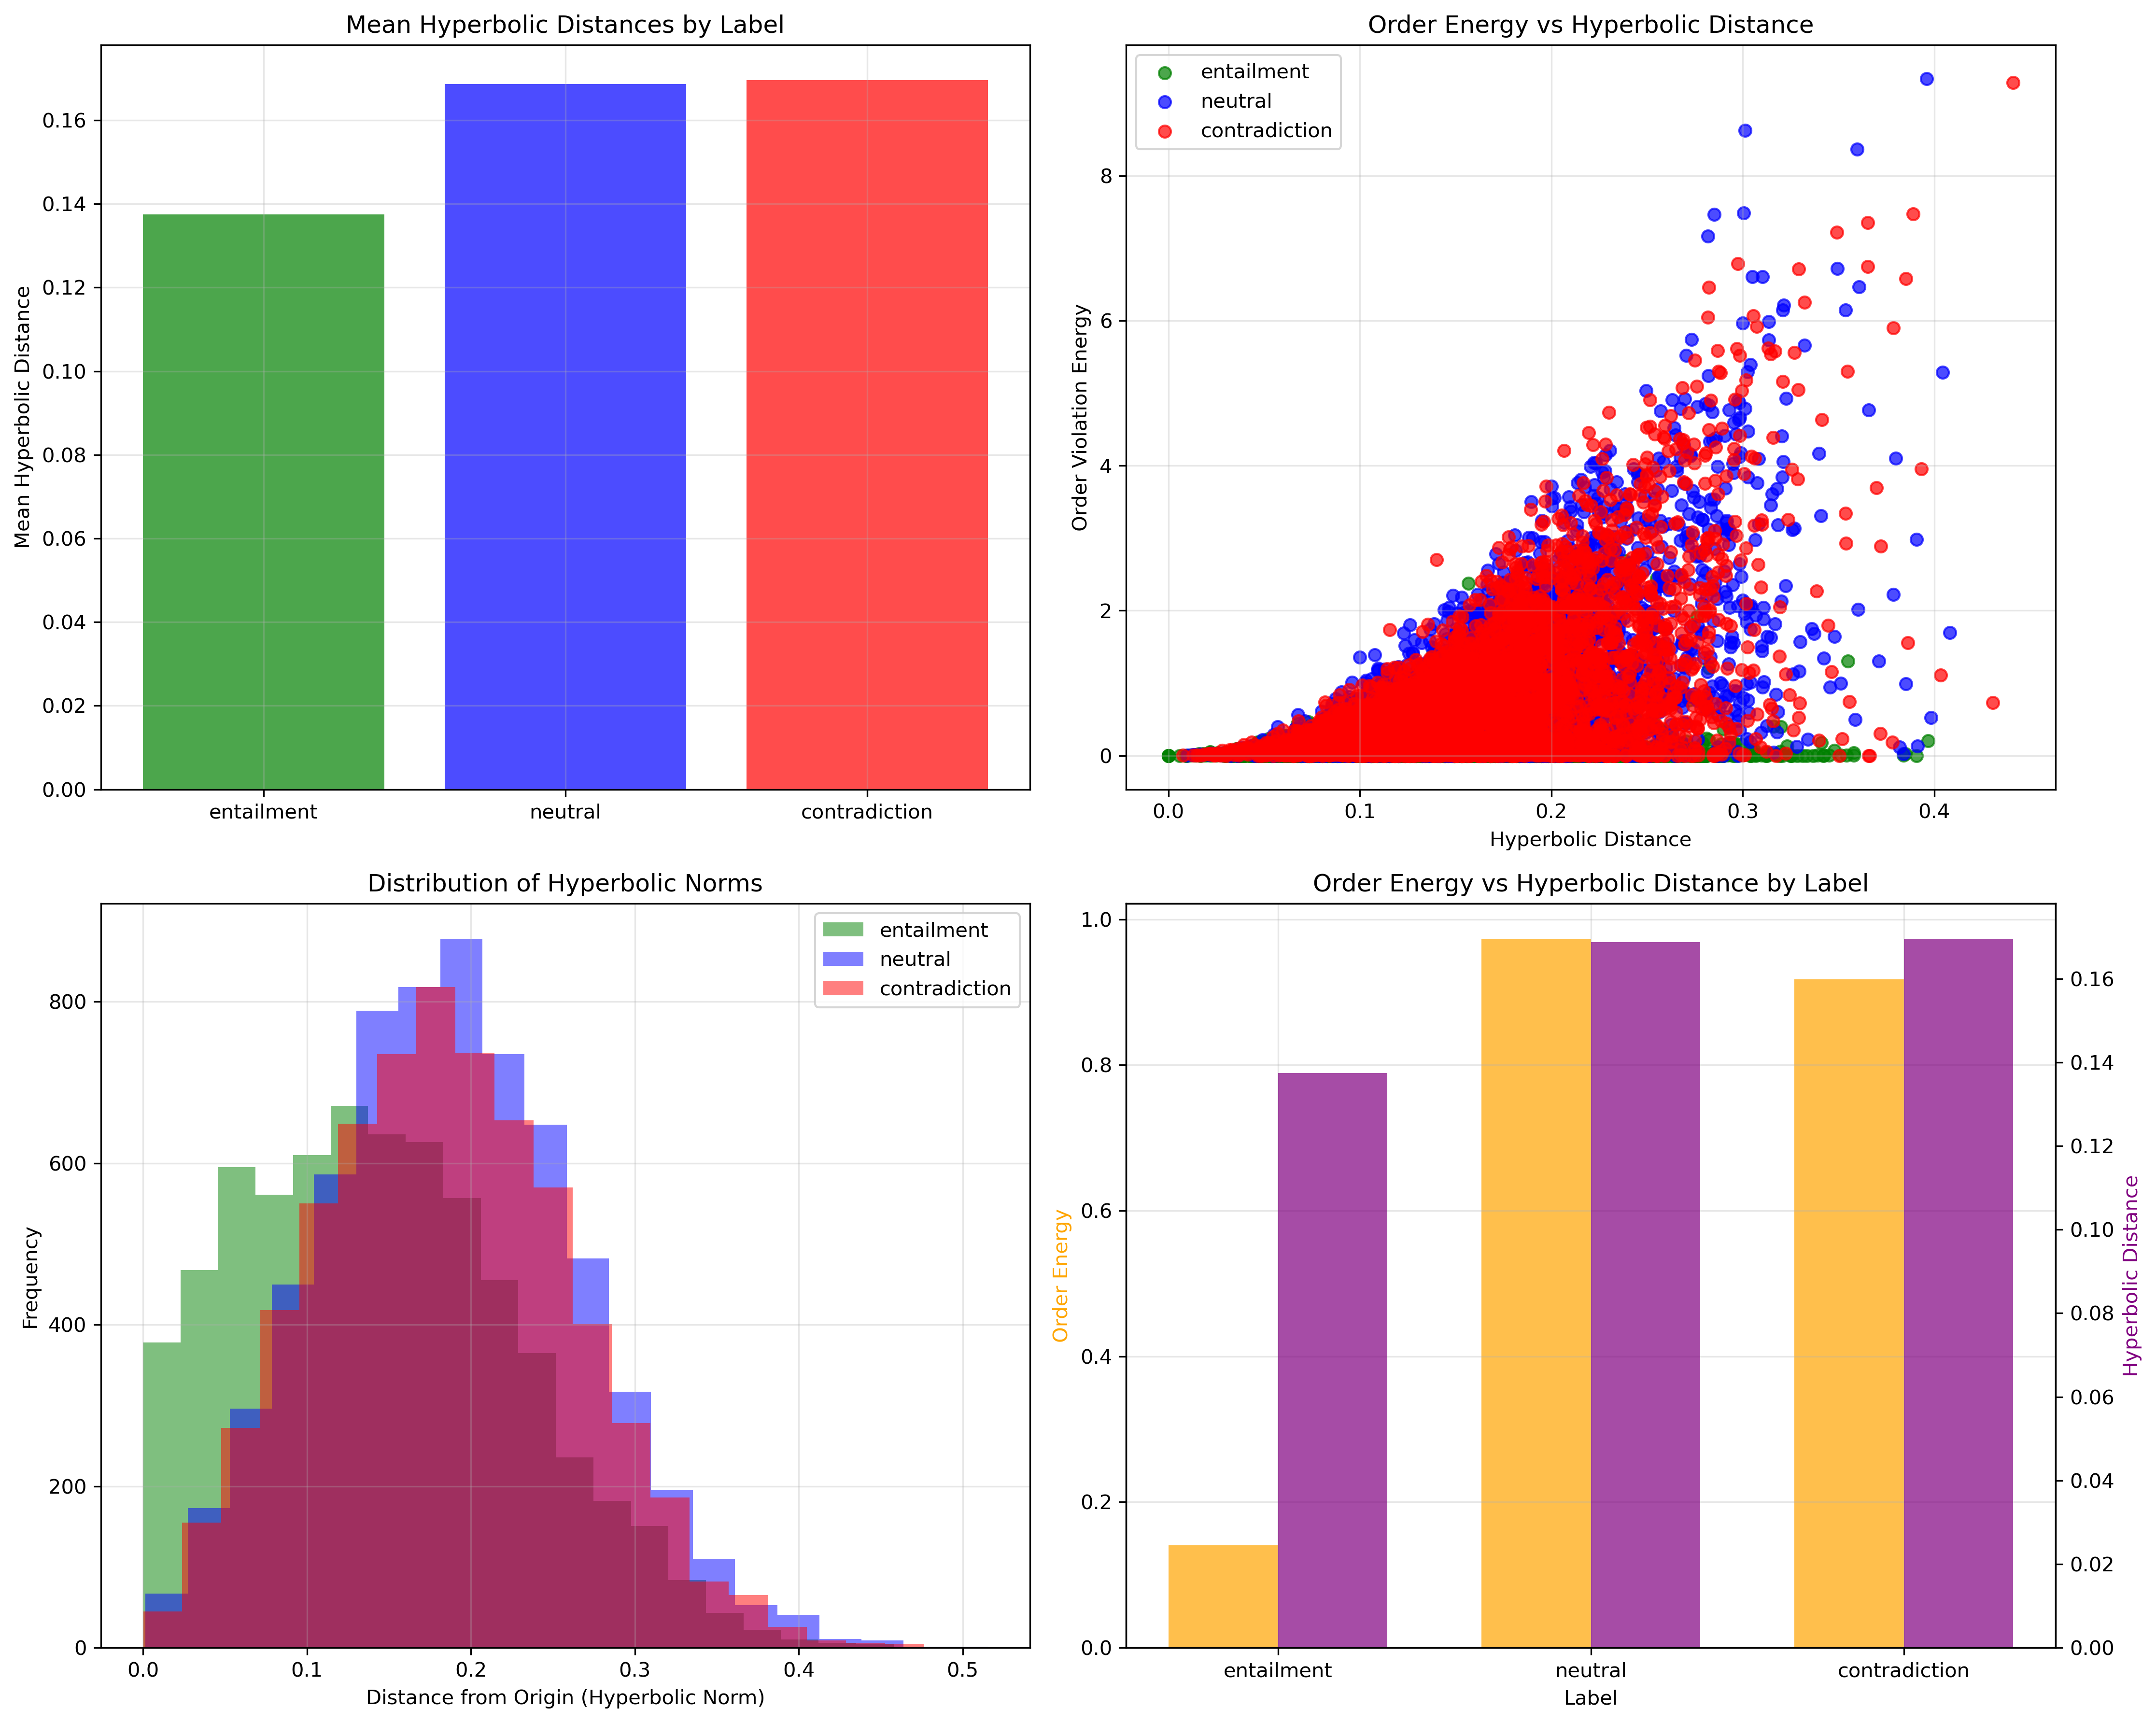 Mean Hyperbolic Distances by Label
Mean Hyperbolic Distance
0.16
0.14
0.12
0.10
0.08
0.06
0.04
0.02
0.00
entailment
neutral
contradiction
Order Energy vs Hyperbolic Distance
entailment
neutral
contradiction
Order Violation Energy
8
6
4
2
0
0.0
0.1
0.2
0.3
0.4
Hyperbolic Distance
Distribution of Hyperbolic Norms
entailment
neutral
contradiction
Frequency
800
600
400
200
0
0.0
0.1
0.2
0.3
0.4
0.5
Distance from Origin (Hyperbolic Norm)
Order Energy vs Hyperbolic Distance by Label
Order Energy
1.0
0.8
0.6
0.4
0.2
0.0
entailment
neutral
contradiction
Label
0.16
0.14
0.12
0.10
0.08
0.06
0.04
0.02
0.00
Hyperbolic Distance